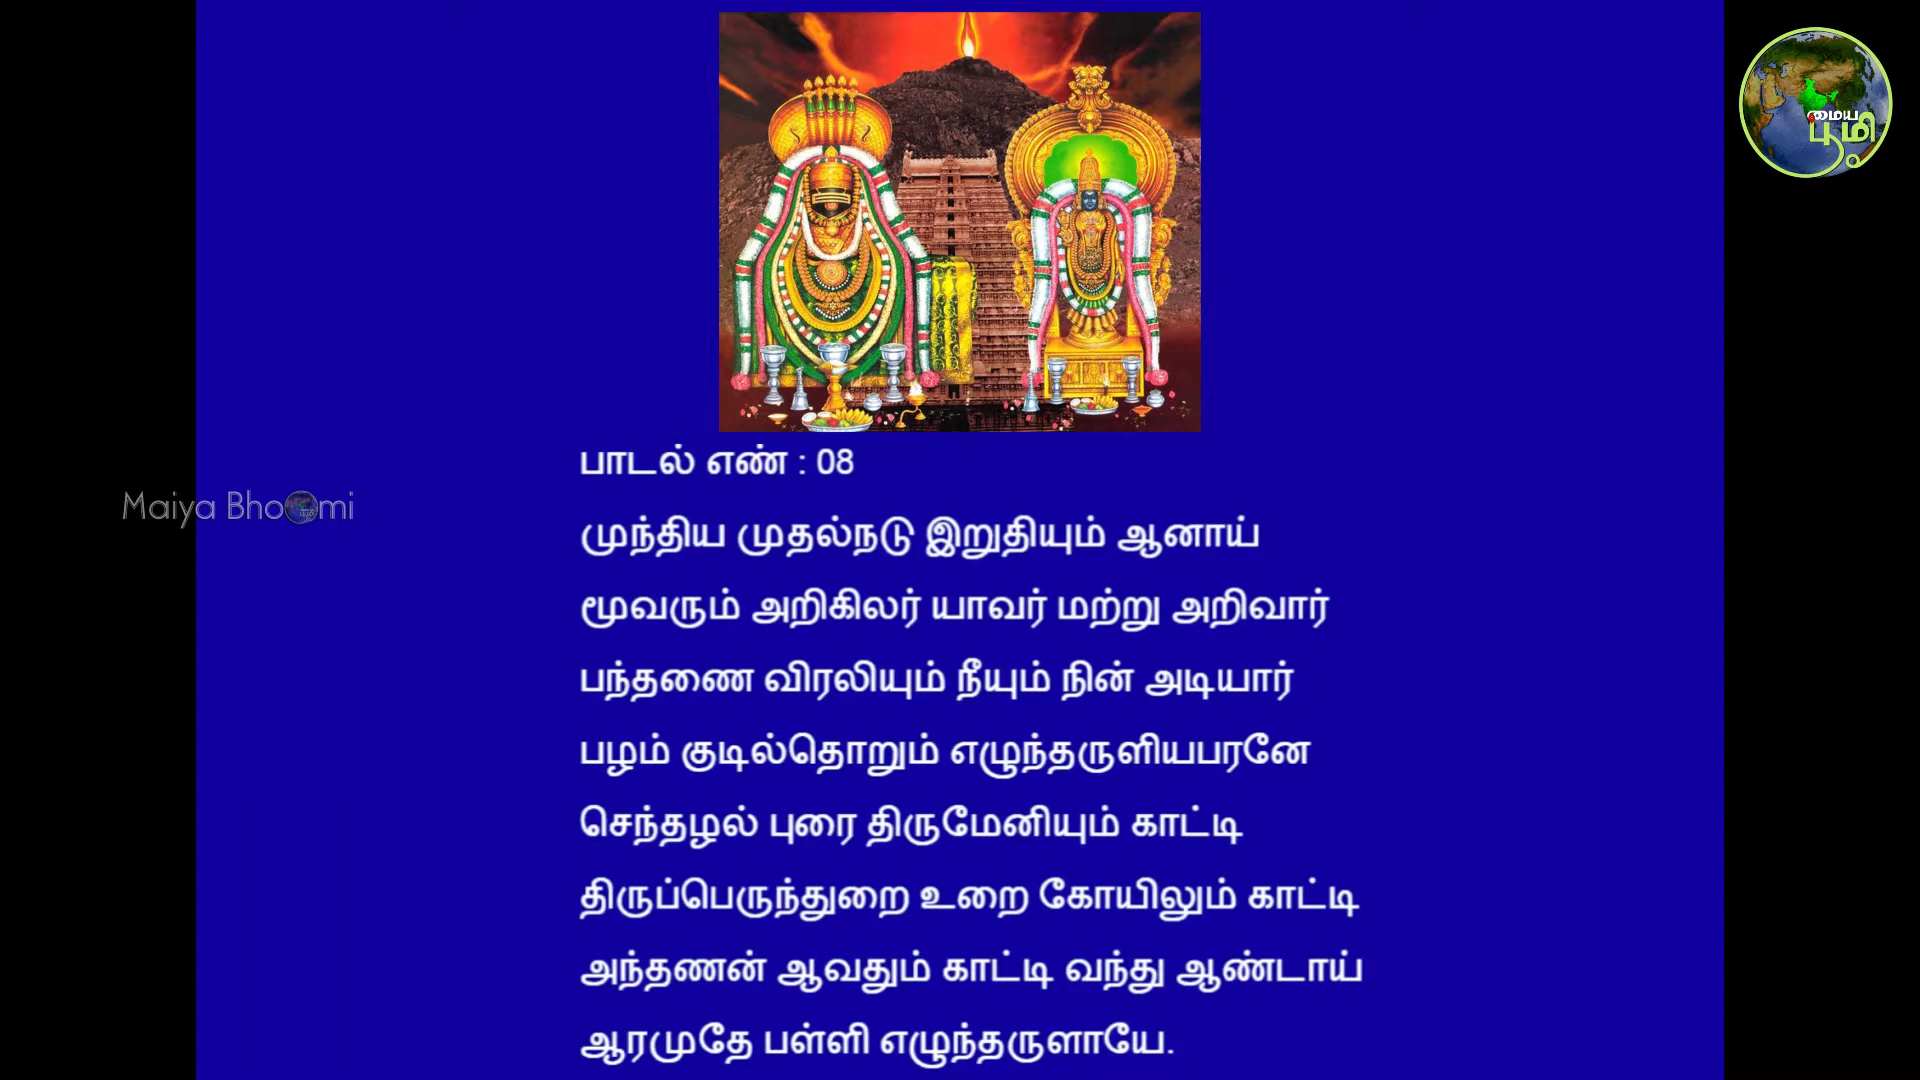 மைய
பூமி
பாடல் எண் : 08
Maiya Bhoomi
முந்திய முதல்நடு இறுதியும் ஆனாய்
மூவரும் அறிகிலர் யாவர் மற்று அறிவார்
பந்தணை விரலியும் நீயும் நின் அடியார்
பழம் குடில்தொறும் எழுந்தருளியபரனே
செந்தழல் புரை திருமேனியும் காட்டி
திருப்பெருந்துறை உறை கோயிலும் காட்டி
அந்தணன் ஆவதும் காட்டி வந்து ஆண்டாய்
ஆரமுதே பள்ளி எழுந்தருளாயே.